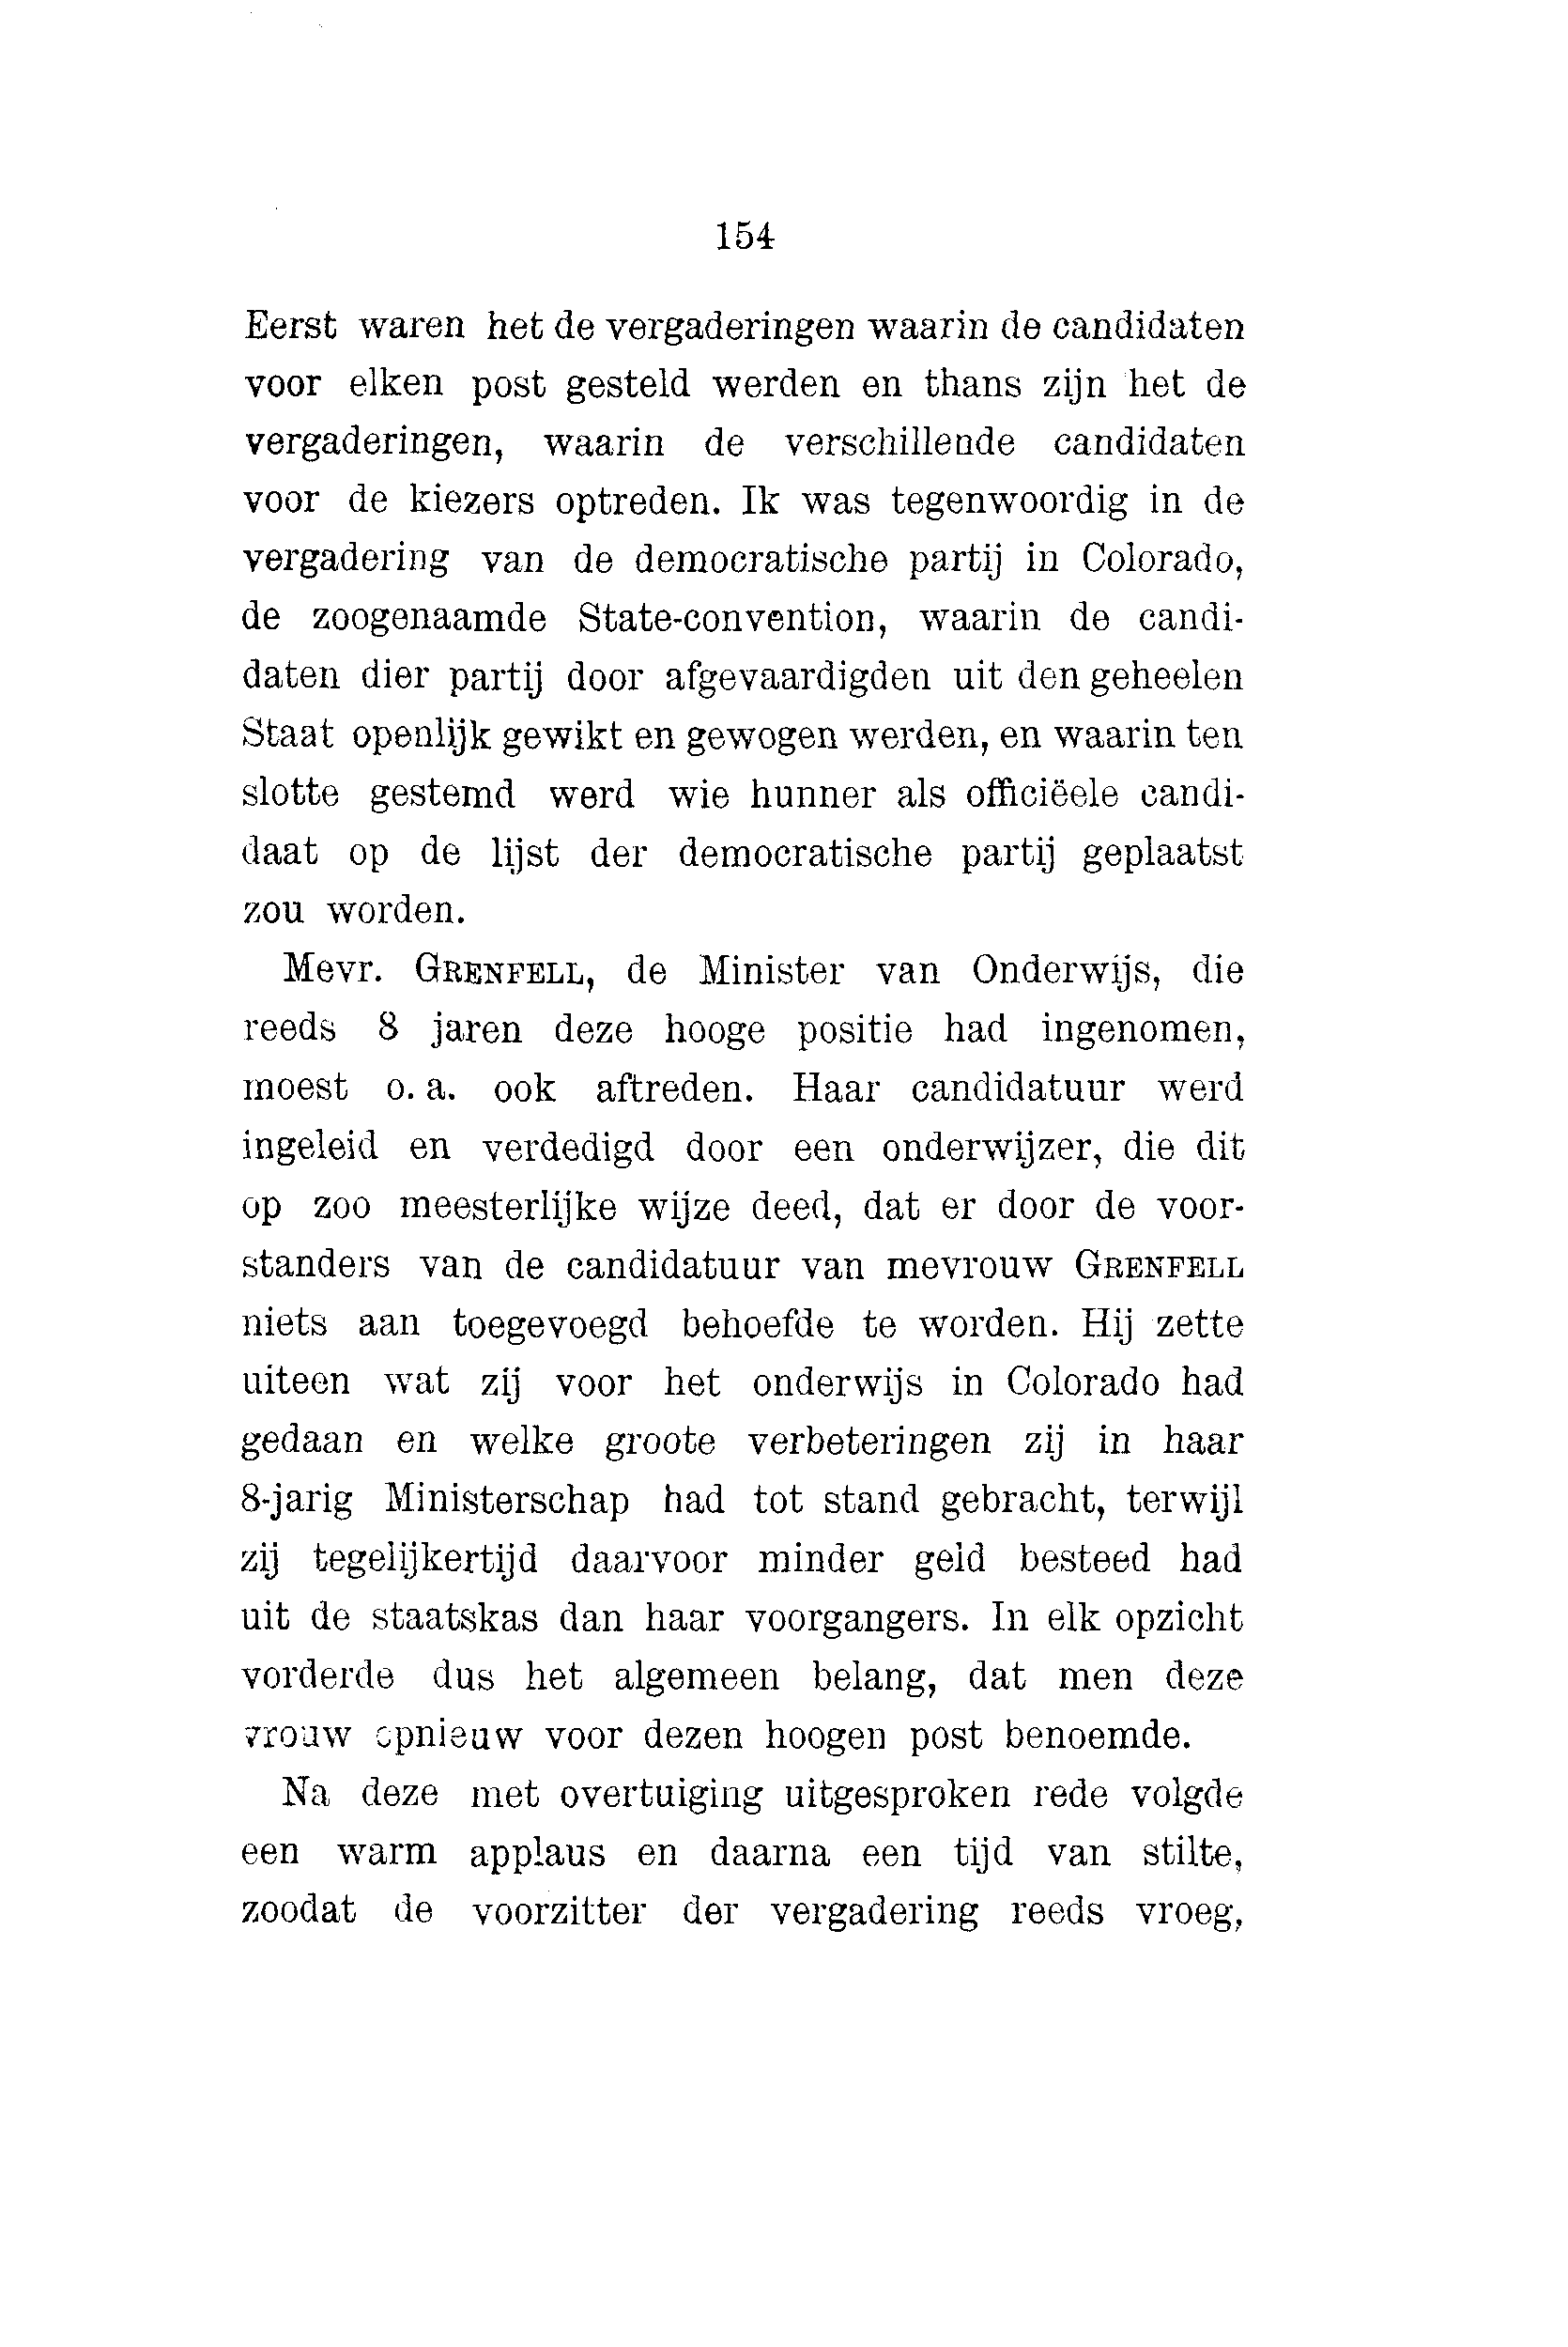 154
Eerst waren het de vergaderingen waarin de candidaten
voor elken post gesteld werden en thans zijn het de
vergaderingen, waarin de verschillende candidaten
voor de kiezers optreden. Ik was tegenwoordig in de
vergadering van de democratische partij in Colorado,
de zoogenaamde State-convention, waarin de candi-
daten dier partij door afgevaardigden uit den geheelen
Staat openlijk gewikt en gewogen werden, en waarin ten
slotte gestemd werd wie hunner als officiëele candi-
daat op de lijst der democratische partij geplaatst
zou worden.
Mevr. GRENFELL, de Minister van Onderwijs, die
reeds 8 jaren deze hooge positie had ingenomen,
moest o. a. ook aftreden. Haar candidatuur werd
ingeleid en verdedigd door een onderwijzer, die dit
op zoo meesterlijke wijze deed, dat er door de voor-
standers van de candidatuur van mevrouw GRENFELL
niets aan toegevoegd behoefde te worden. Hij zette
uiteen wat zij voor het onderwijs in Colorado had
gedaan en welke groote verbeteringen zij in haar
8-jarig Ministerschap had tot stand gebracht, terwijl
zij tegelijkertijd daarvoor minder geld besteed had
uit de staatskas dan haar voorgangers. In elk opzicht
vorderde dus het algemeen belang, dat men deze
vrouw opnieuw voor dezen hoogen post benoemde.
Na deze met overtuiging uitgesproken rede volgde
een warm applaus en daarna een tijd van stilte,
zoodat de voorzitter der vergadering reeds vroeg,